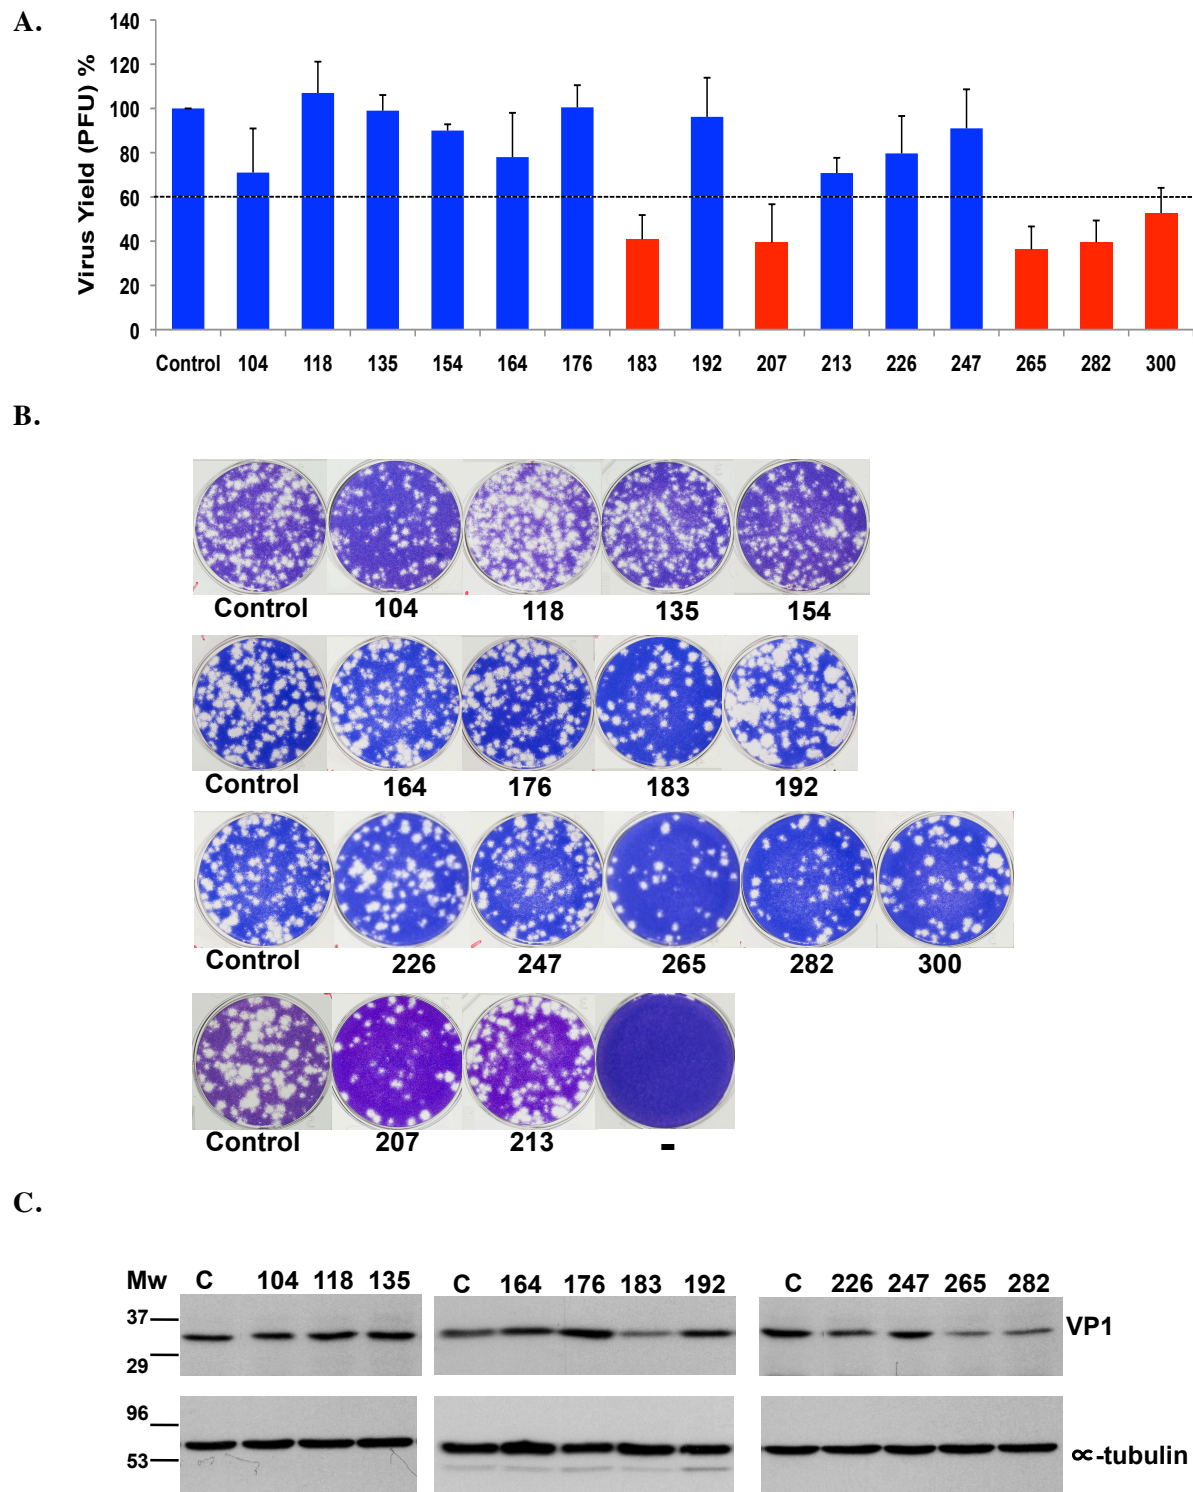 A.
Virus Yield (PFU) %
140
120
100
80
60
40
20
0
Control 104 118 135 154 164 176 183 192 207 213 226 247 265 282 300
B.
Control 104 118 135 154
Control 164 176 183 192
Control 226 247 265 282 300
Control 207 213 -
C.
Mw C 104 118 135 C 164 176 183 192 C 226 247 265 282
37
VP1
29
96
53
∝-tubulin